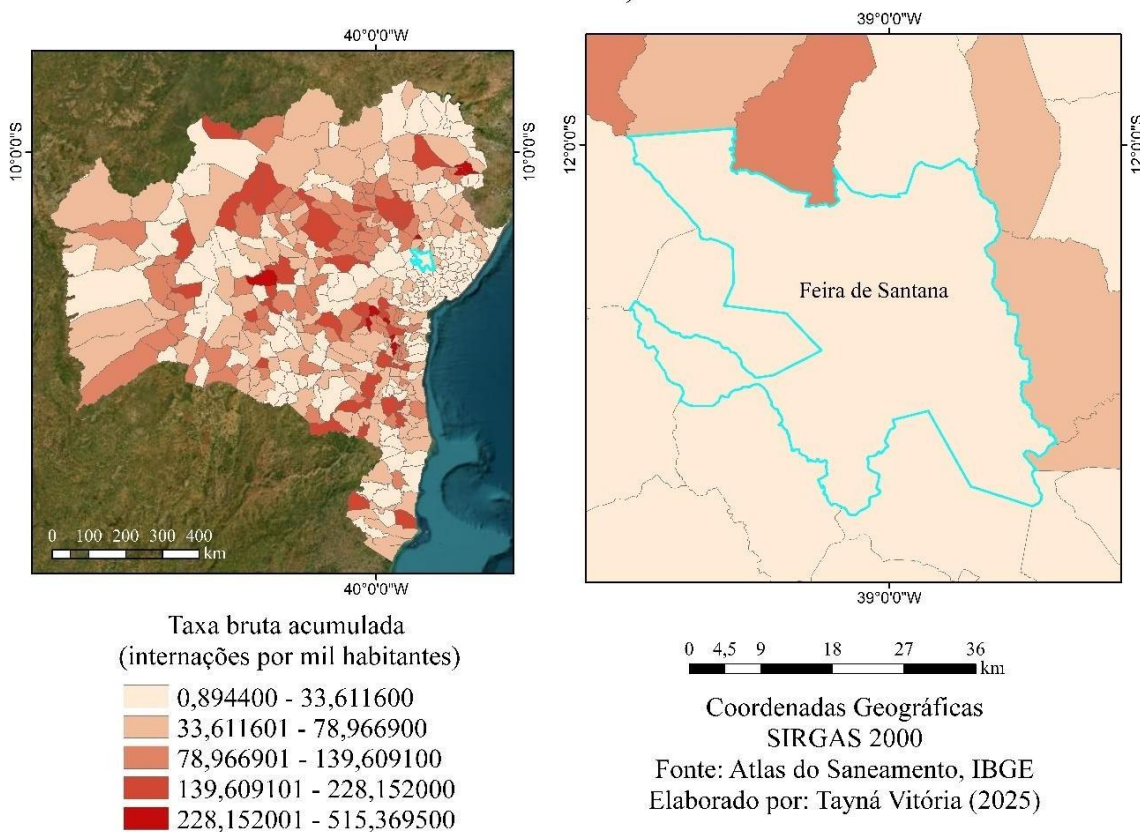 40°0'0"W
10°0'0"S
10°0'0"S
0 100 200 300 400
km
40°0'0"W
39°0'0"W
12°0'0"S
12°0'0"S
Feira de Santana
39°0'0"W
Taxa bruta acumulada
(internações por mil habitantes)
0,894400 - 33,611600
33,611601 - 78,966900
78,966901 - 139,609100
139,609101 - 228,152000
228,152001 - 515,369500
0 4,5 9 18 27 36
km
Coordenadas Geográficas
SIRGAS 2000
Fonte: Atlas do Saneamento, IBGE
Elaborado por: Tayná Vitória (2025)